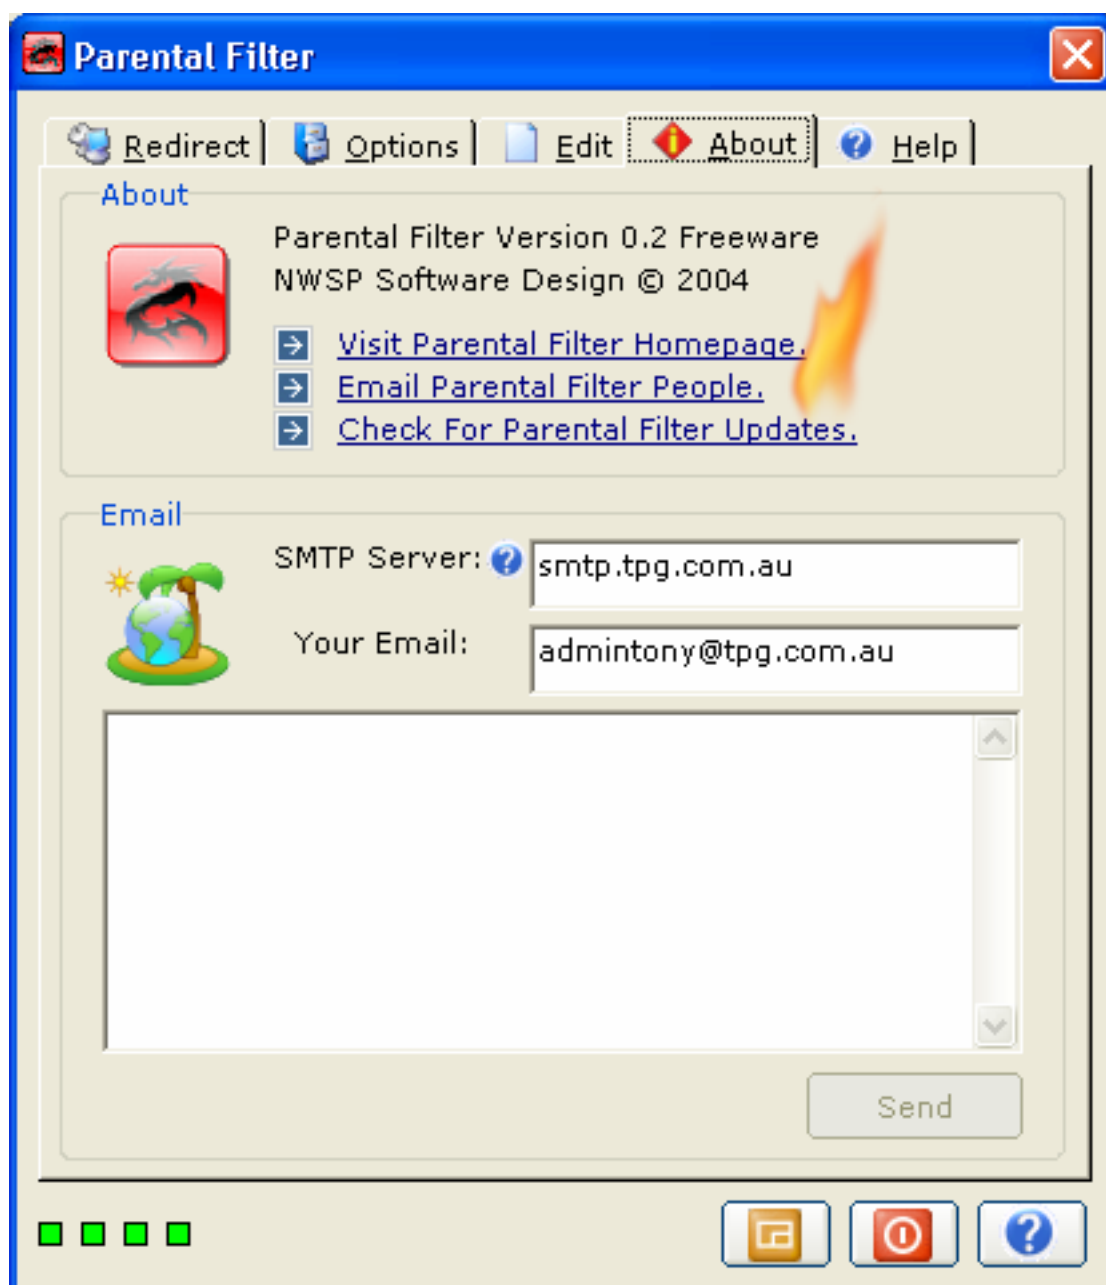 Parental Filter
Redirect Options Edit About Help
About
Parental Filter Version 0.2 Freeware
NWSP Software Design © 2004
Visit Parental Filter Homepage.
Email Parental Filter People.
Check For Parental Filter Updates.
Email
SMTP Server: smtp.tpg.com.au
Your Email: admintony@tpg.com.au
Send